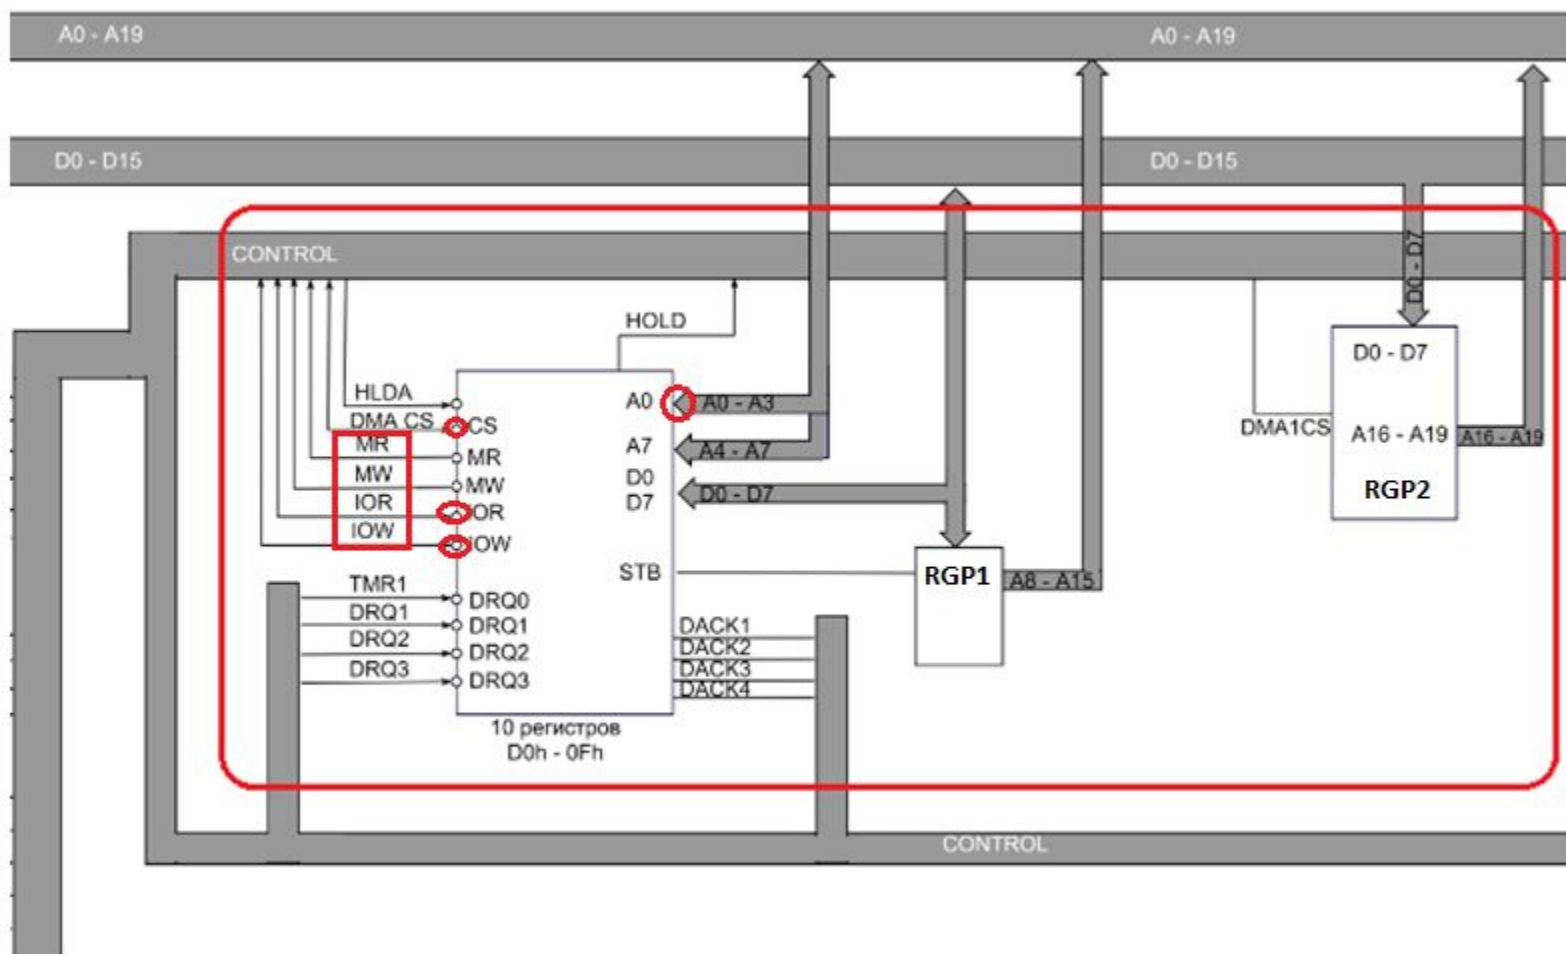 A0 - A19
A0 - A19
D0 - D15
D0 - D15
CONTROL
D0 - D7
HOLD
HLDA
DMA CS
MR
MW
IOR
IOW
CS
MR
MW
IOR
IOW
A0
A7
D0
D7
STB
A0 - A3
A4 - A7
D0 - D7
TMR1
DRQ1
DRQ2
DRQ3
DRQ0
DRQ1
DRQ2
DRQ3
DACK1
DACK2
DACK3
DACK4
10 регистров
D0h - 0Fh
RGP1
A8 - A15
DMA1CS
D0 - D7
A16 - A19
RGP2
A16 - A19
CONTROL